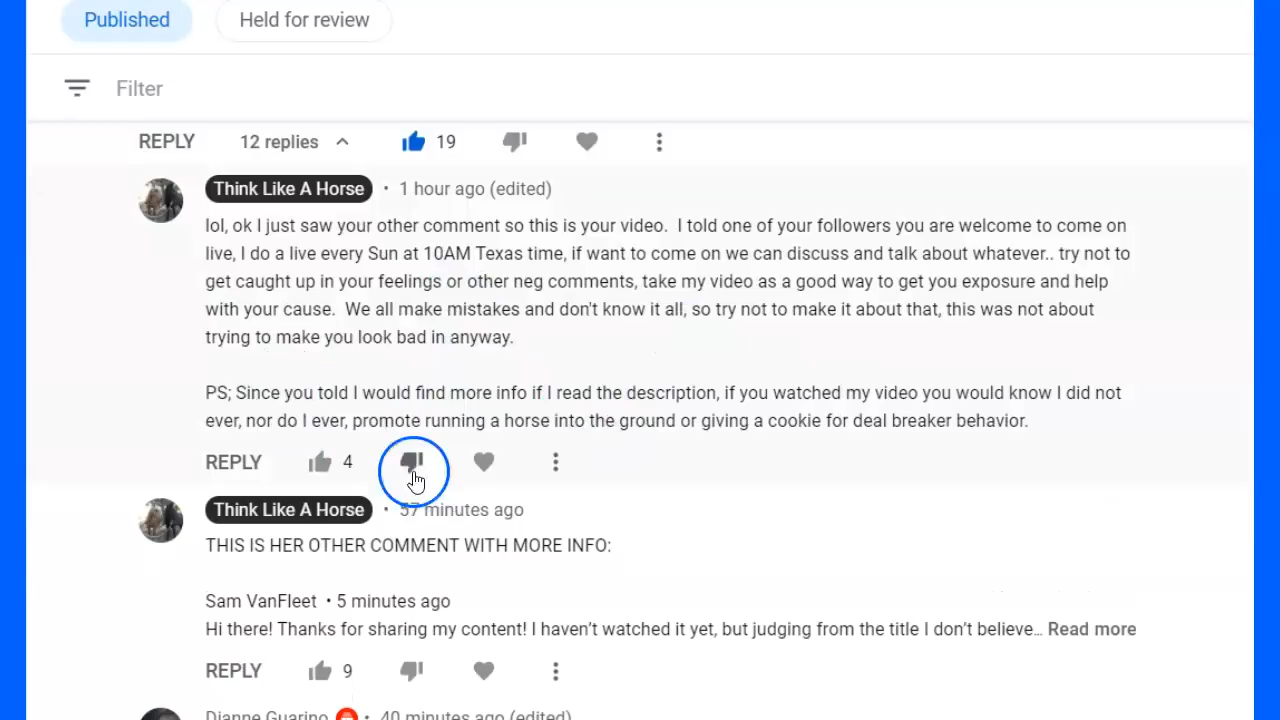 Published
Held for review
Filter
REPLY 12 replies 19
Think Like A Horse • 1 hour ago (edited)
lol, ok I just saw your other comment so this is your video.  I told one of your followers you are welcome to come on
live, I do a live every Sun at 10AM Texas time, if want to come on we can discuss and talk about whatever.. try not to
get caught up in your feelings or other neg comments, take my video as a good way to get you exposure and help
with your cause.  We all make mistakes and don't know it all, so try not to make it about that, this was not about
trying to make you look bad in anyway.
PS; Since you told I would find more info if I read the description, if you watched my video you would know I did not
ever, nor do I ever, promote running a horse into the ground or giving a cookie for deal breaker behavior.
REPLY 4
Think Like A Horse • 57 minutes ago
THIS IS HER OTHER COMMENT WITH MORE INFO:
Sam VanFleet • 5 minutes ago
Hi there! Thanks for sharing my content! I haven’t watched it yet, but judging from the title I don’t believe… Read more
REPLY 9
Dianne Guarino • 40 minutes ago (edited)